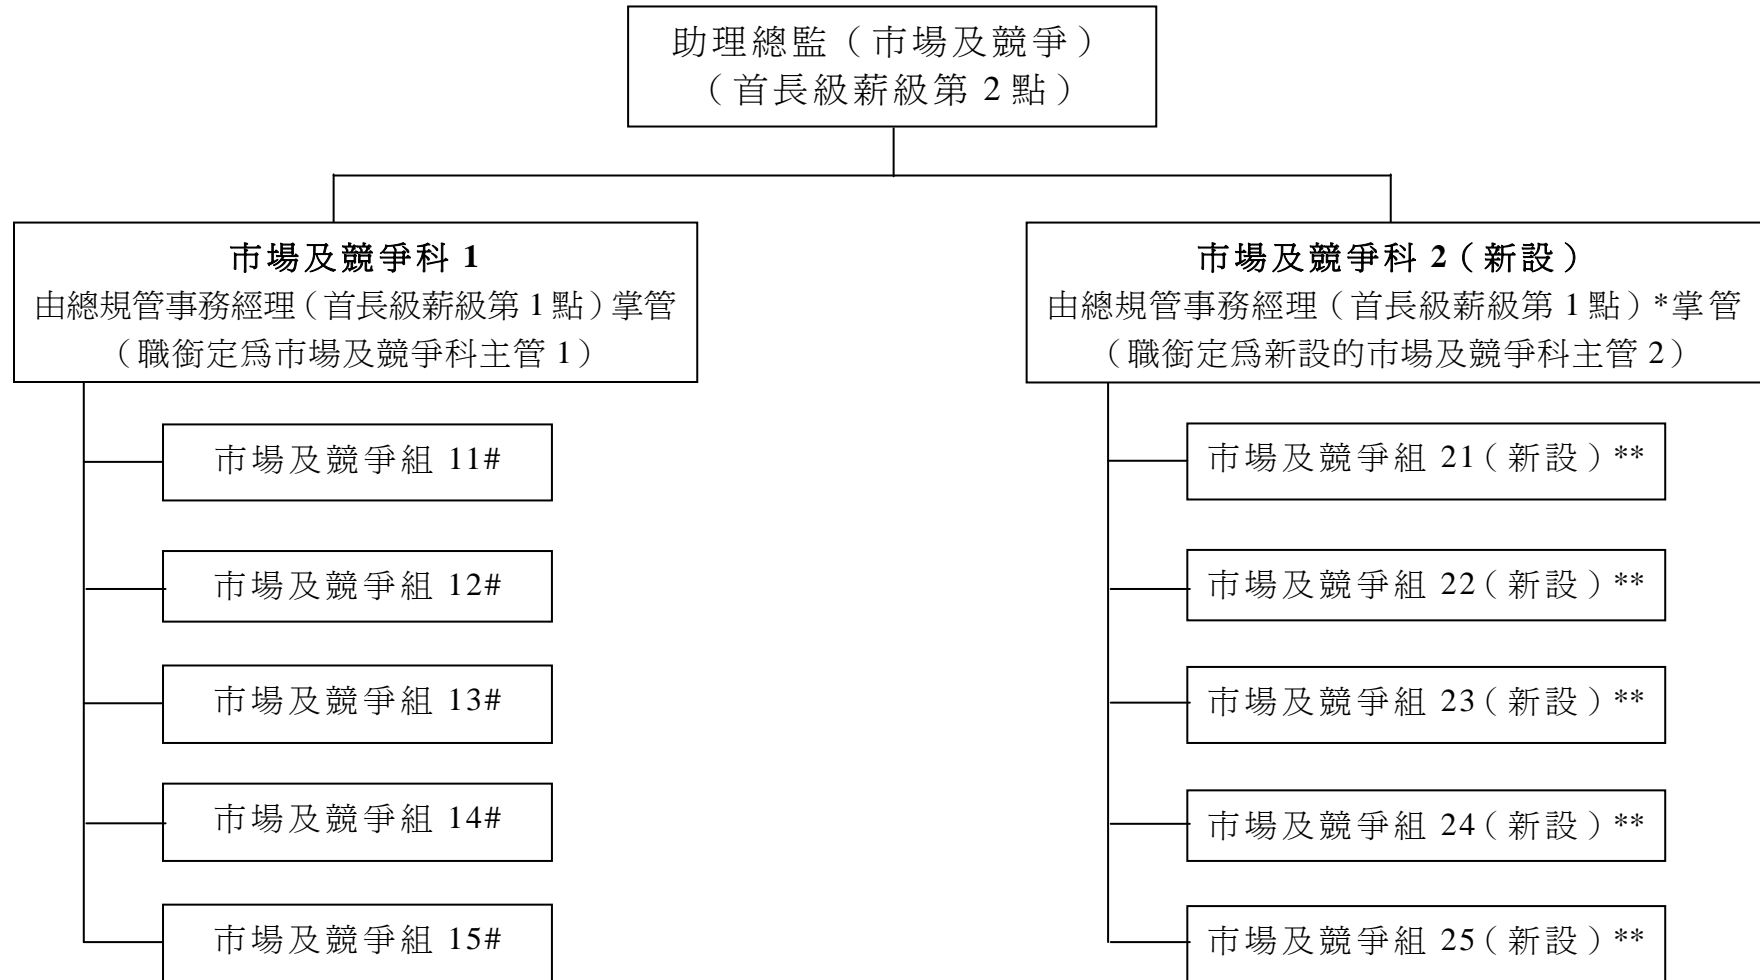 助理總監（市場及競爭）
（首長級薪級第 2 點）
市場及競爭科 1
由總規管事務經理（首長級薪級第 1 點）掌管
（職銜定爲市場及競爭科主管 1）
市場及競爭組 11#
市場及競爭組 12#
市場及競爭組 13#
市場及競爭組 14#
市場及競爭組 15#
市場及競爭科 2（新設）
由總規管事務經理（首長級薪級第 1 點）*掌管
（職銜定爲新設的市場及競爭科主管 2）
市場及競爭組 21（新設）**
市場及競爭組 22（新設）**
市場及競爭組 23（新設）**
市場及競爭組 24（新設）**
市場及競爭組 25（新設）**